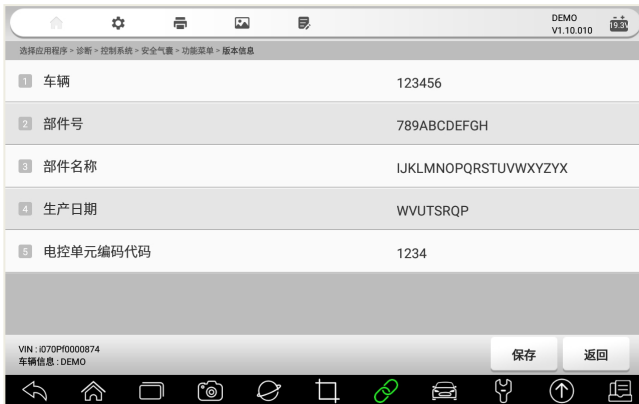 DEMO
V1.10.010
19.3V
选择应用程序 > 诊断 > 控制系统 > 安全气囊 > 功能菜单 > 版本信息
1 车辆 123456
2 部件号 789ABCDEFGH
3 部件名称 IJKLMNOPQRSTUVWXYZYX
4 生产日期 WVUTSRQP
5 电控单元编码代码 1234
VIN : i070Pf0000874
车辆信息 : DEMO
保存 返回